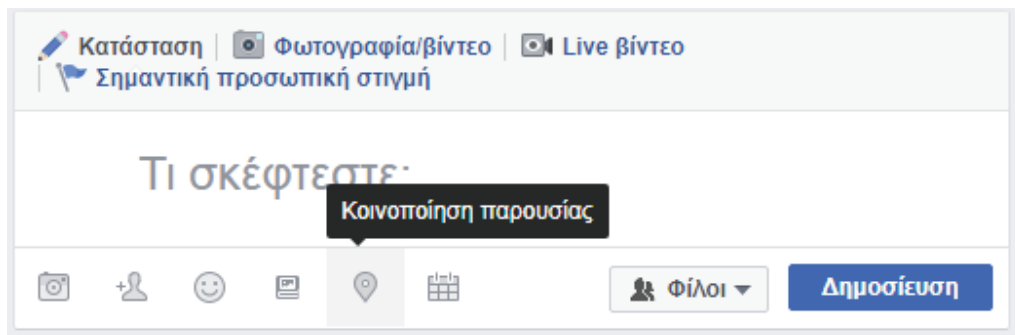 Κατάσταση Φωτογραφία/βίντεο Live βίντεο
Σημαντική προσωπική στιγμή
Τι σκέφτεστε;
Κοινοποίηση παρουσίας
Φίλοι Δημοσίευση